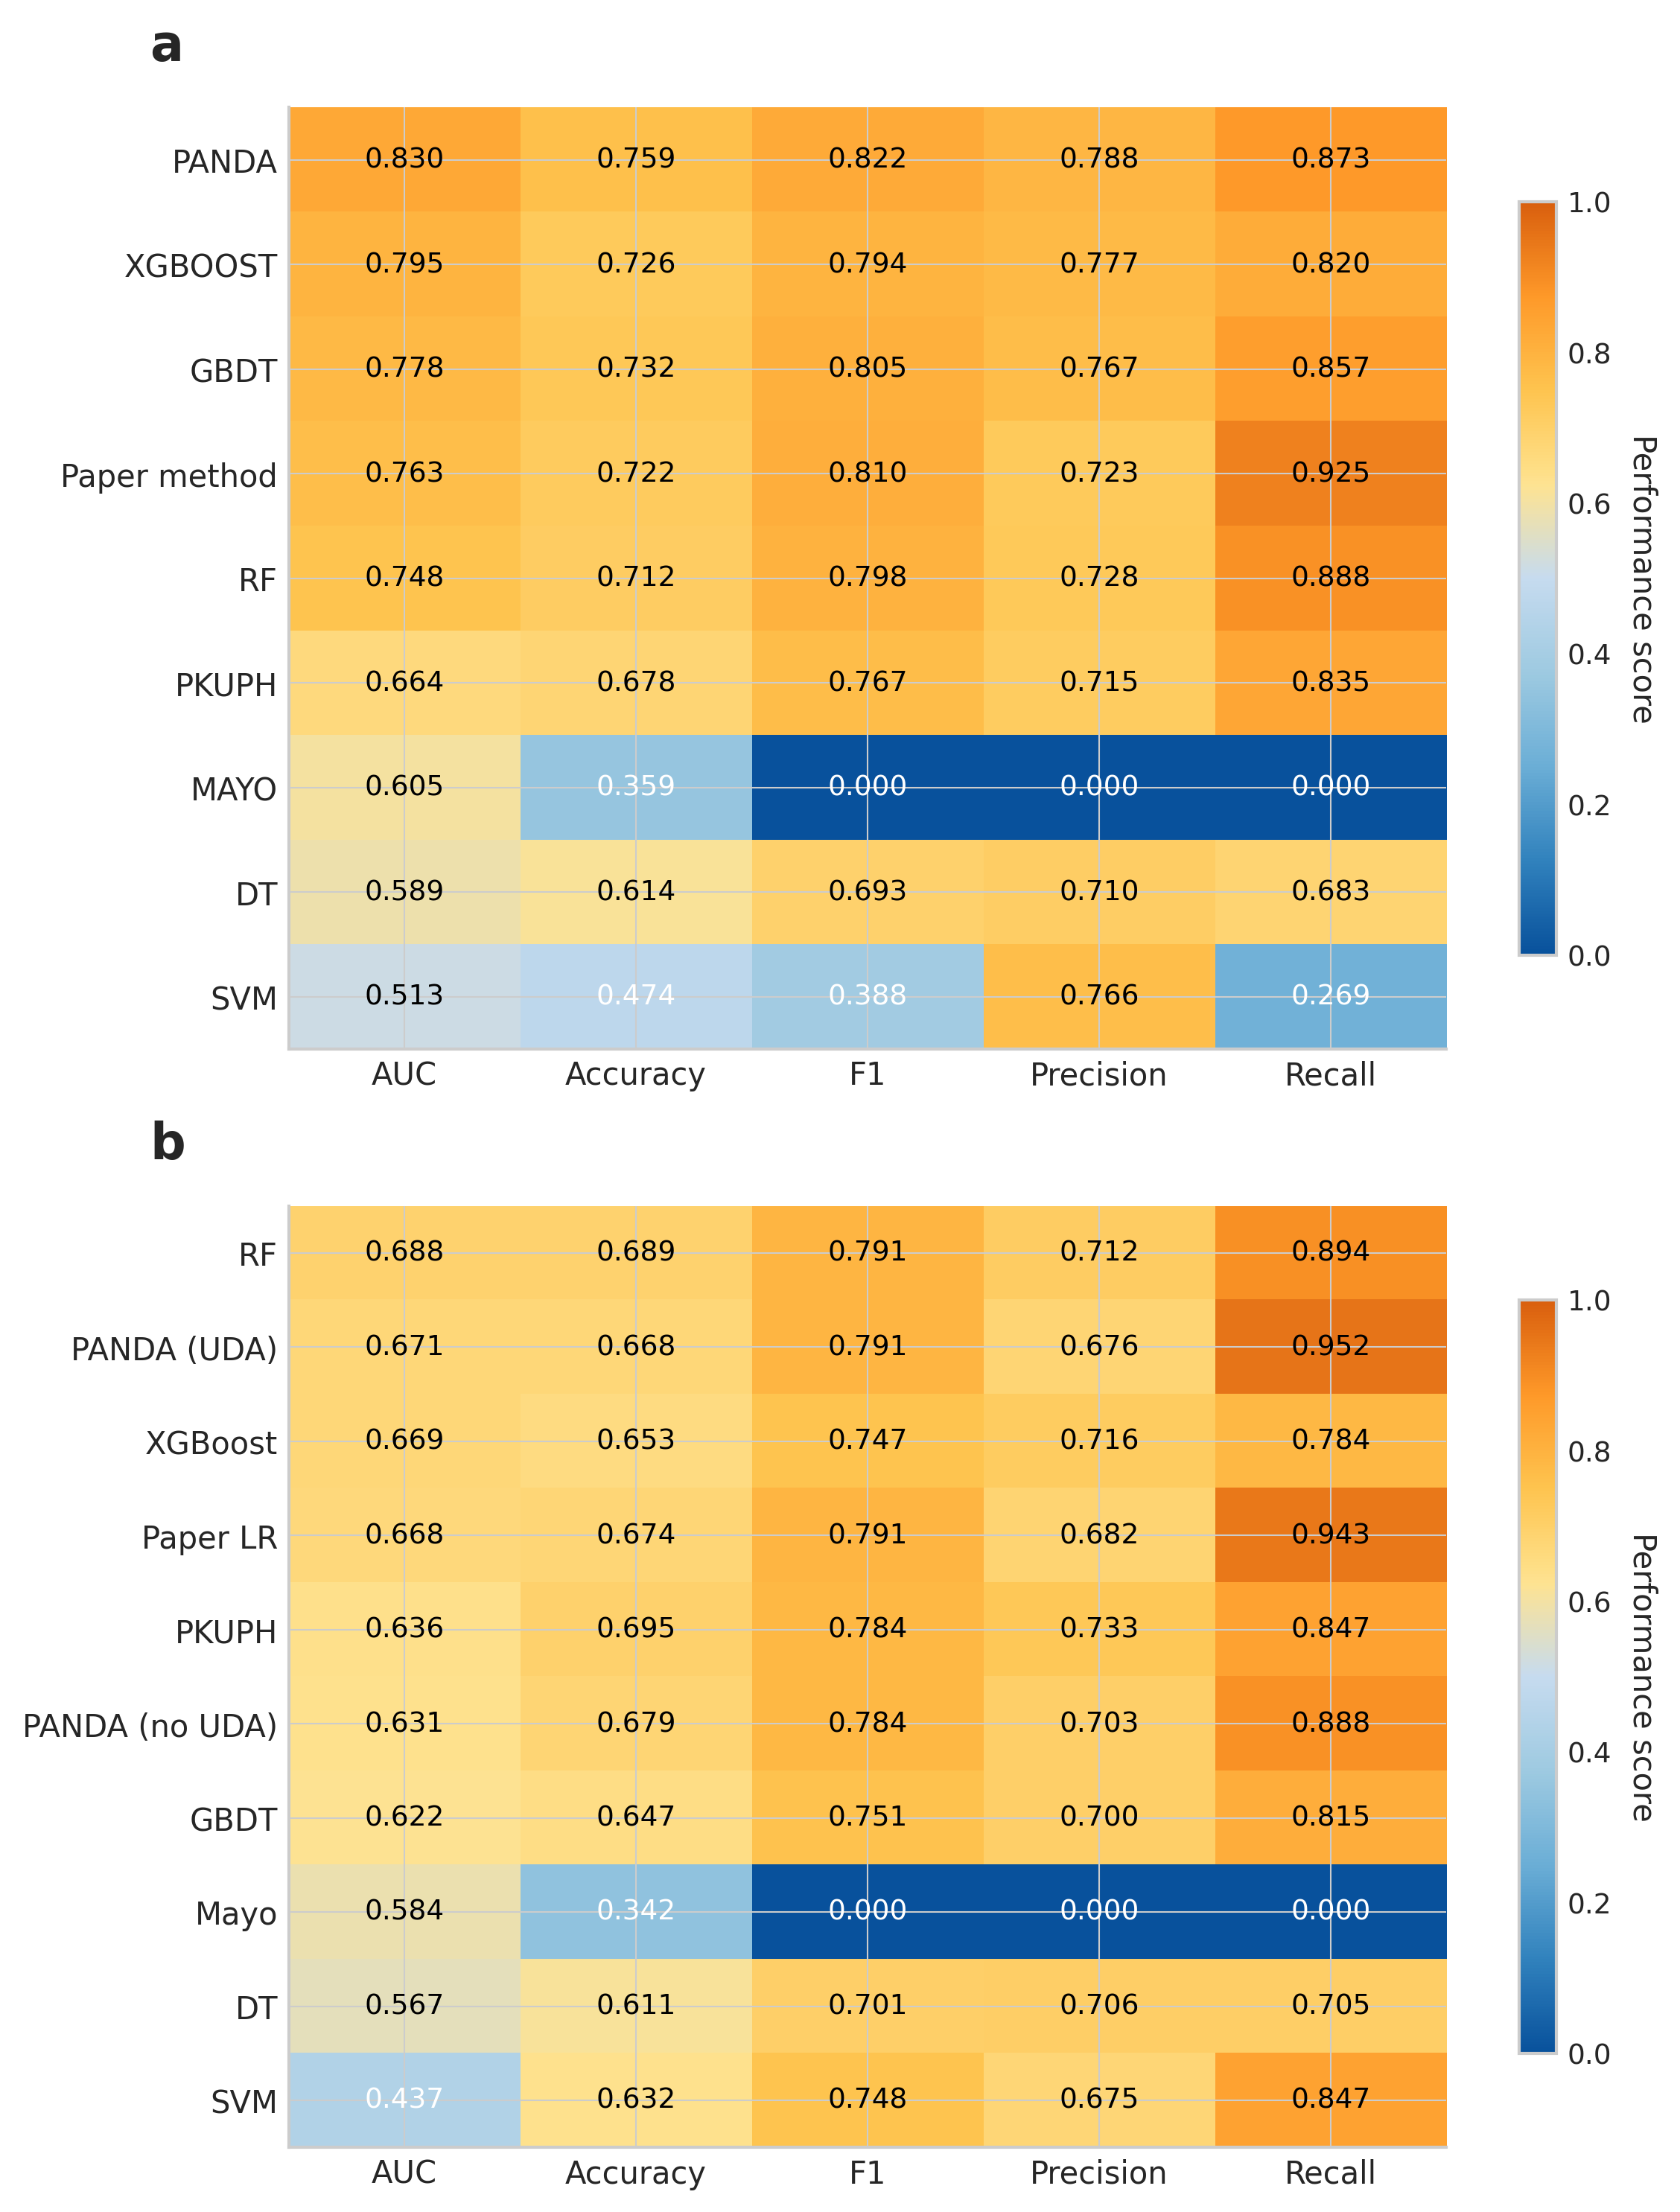 a
PANDA 0.830 0.759 0.822 0.788 0.873
XGBOOST 0.795 0.726 0.794 0.777 0.820
GBDT 0.778 0.732 0.805 0.767 0.857
Paper method 0.763 0.722 0.810 0.723 0.925
RF 0.748 0.712 0.798 0.728 0.888
PKUPH 0.664 0.678 0.767 0.715 0.835
MAYO 0.605 0.359 0.000 0.000 0.000
DT 0.589 0.614 0.693 0.710 0.683
SVM 0.513 0.474 0.388 0.766 0.269
AUC Accuracy F1 Precision Recall
1.0
0.8
0.6
0.4
0.2
0.0
Performance score
b
RF 0.688 0.689 0.791 0.712 0.894
PANDA (UDA) 0.671 0.668 0.791 0.676 0.952
XGBoost 0.669 0.653 0.747 0.716 0.784
Paper LR 0.668 0.674 0.791 0.682 0.943
PKUPH 0.636 0.695 0.784 0.733 0.847
PANDA (no UDA) 0.631 0.679 0.784 0.703 0.888
GBDT 0.622 0.647 0.751 0.700 0.815
Mayo 0.584 0.342 0.000 0.000 0.000
DT 0.567 0.611 0.701 0.706 0.705
SVM 0.437 0.632 0.748 0.675 0.847
AUC Accuracy F1 Precision Recall
1.0
0.8
0.6
0.4
0.2
0.0
Performance score